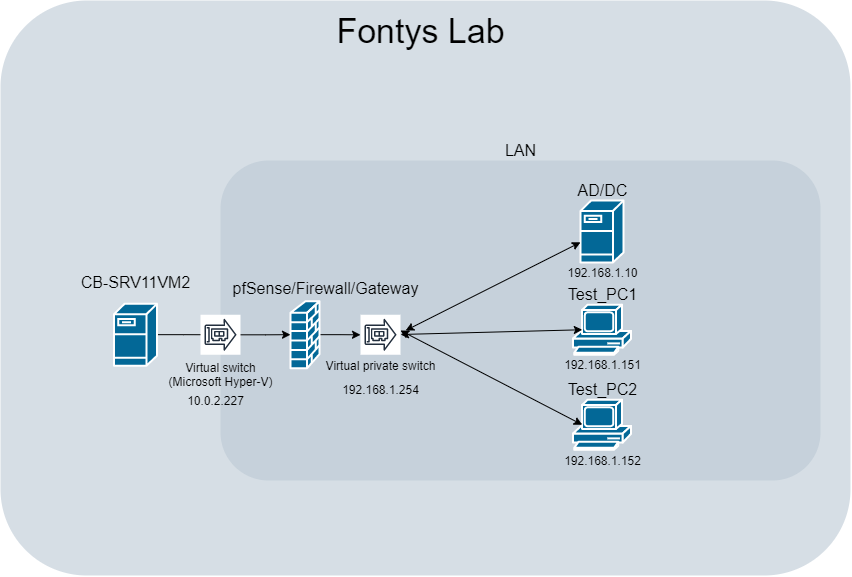 Fontys Lab
LAN
AD/DC
192.168.1.10
CB-SRV11VM2
pfSense/Firewall/Gateway
Test_PC1
Virtual switch
(Microsoft Hyper-V)
10.0.2.227
Virtual private switch
192.168.1.254
192.168.1.151
Test_PC2
192.168.1.152